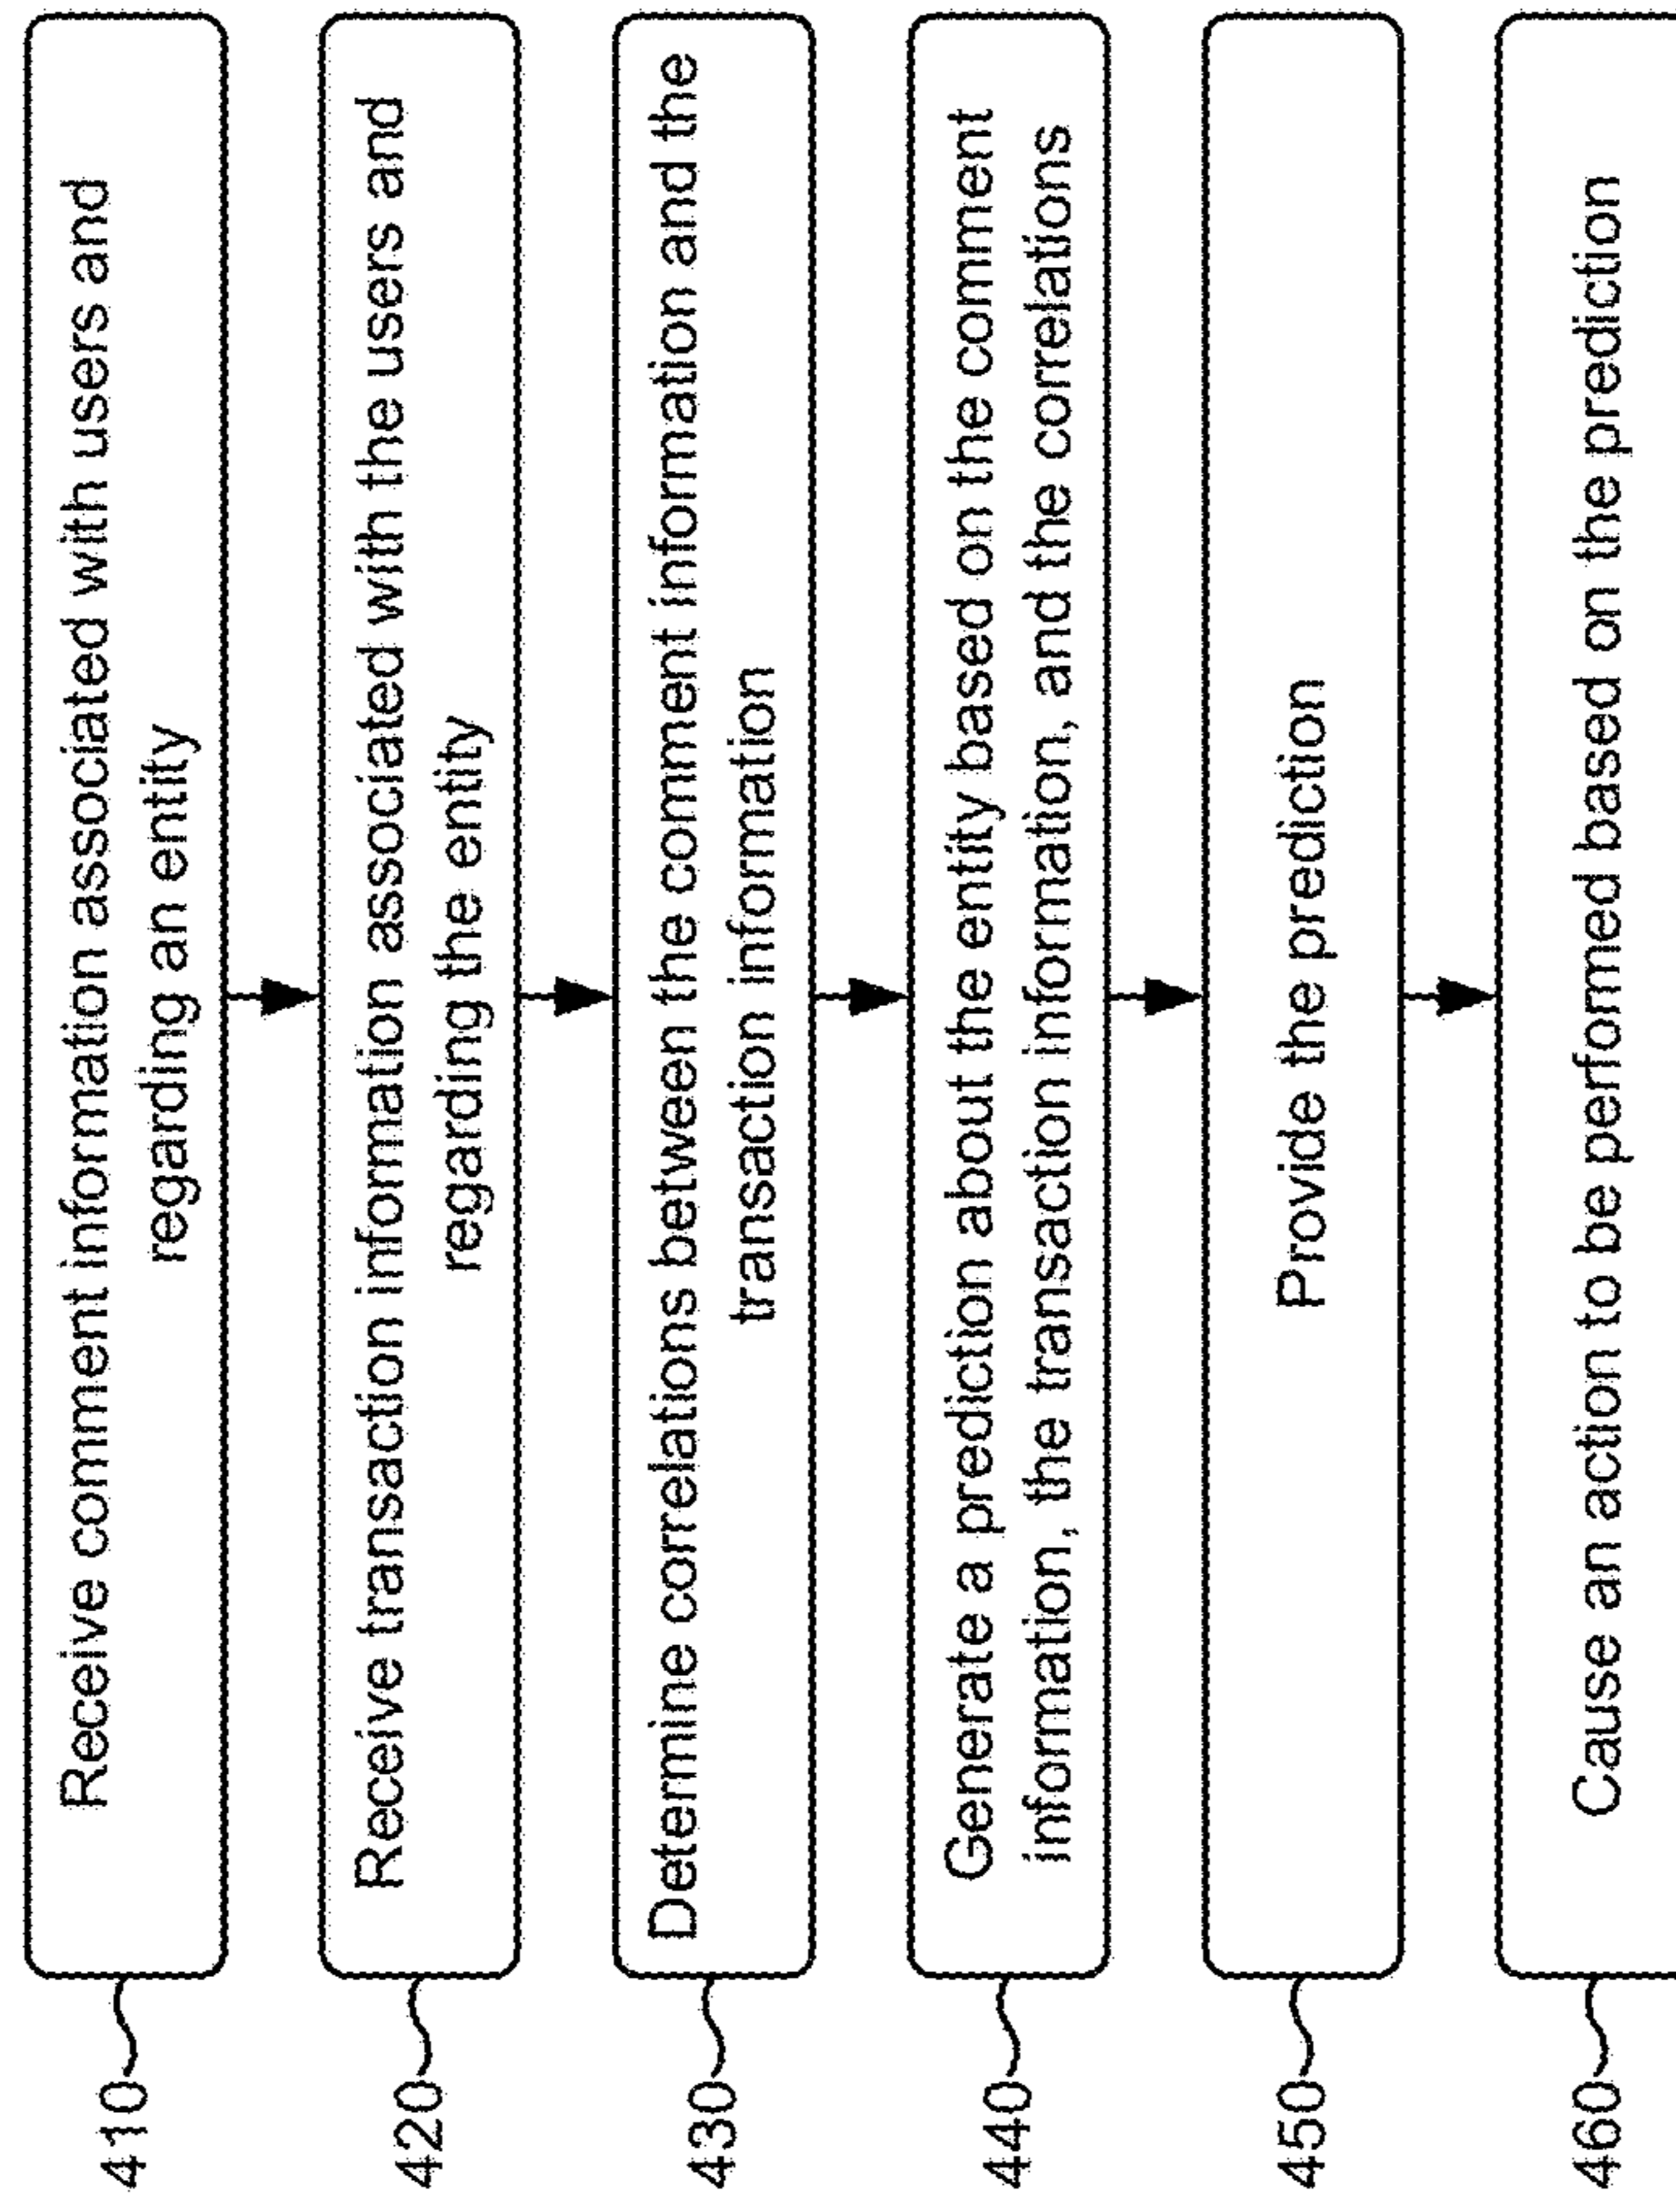 410
Receive comment information associated with users and
regarding an entity
420
Receive transaction information associated with the users and
regarding the entity
430
Determine correlations between the comment information and the
transaction information
440
Generate a prediction about the entity based on the comment
information, the transaction information, and the correlations
450
Provide the prediction
460
Cause an action to be performed based on the prediction